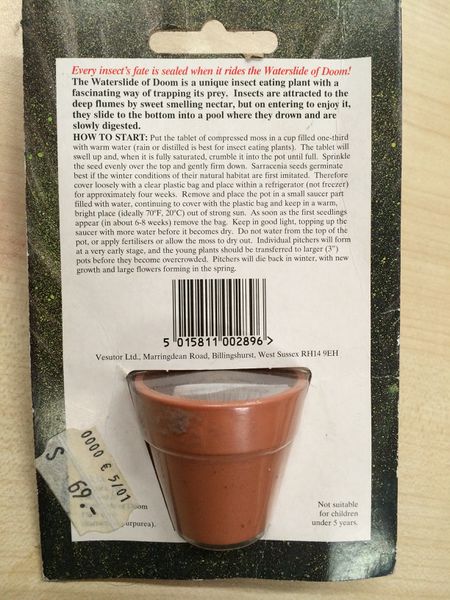 Every insect's fate is sealed when it rides the Waterslide of Doom!
The Waterslide of Doom is a unique insect eating plant with a
fascinating way of trapping its prey. Insects are attracted to the
deep flumes by sweet smelling nectar, but on entering to enjoy it,
they slide to the bottom into a pool where they drown and are
slowly digested.
HOW TO START: Put the tablet of compressed moss in a cup filled one-third
with warm water (rain or distilled is best for insect eating plants). The tablet will
swell up and, when it is fully saturated, crumble it into the pot until full. Sprinkle
the seed evenly over the top and gently firm down. Sarracenia seeds germinate
best if the winter conditions of their natural habitat are first imitated. Therefore
cover loosely with a clear plastic bag and place within a refrigerator (not freezer)
for approximately four weeks. Remove and place the pot in a small saucer part
filled with water, continuing to cover with the plastic bag and keep in a warm,
bright place (ideally 70°F, 20°C) out of strong sun. As soon as the first seedlings
appear (in about 6-8 weeks) remove the bag. Keep in good light, topping up the
saucer with more water before it becomes dry. Do not water from the top of the
pot, or apply fertilisers or allow the moss to dry out. Individual pitchers will form
at a very early stage, and the young plants should be transferred to larger (3")
pots before they become overcrowded. Pitchers will die back in winter, with new
growth and large flowers forming in the spring.
5 015811 002896 >
Vesutor Ltd., Marringdean Road, Billingshurst, West Sussex RH14 9EH
10/5 3 0000
S 69.-
Doom
purpurea).
Not suitable
for children
under 5 years.